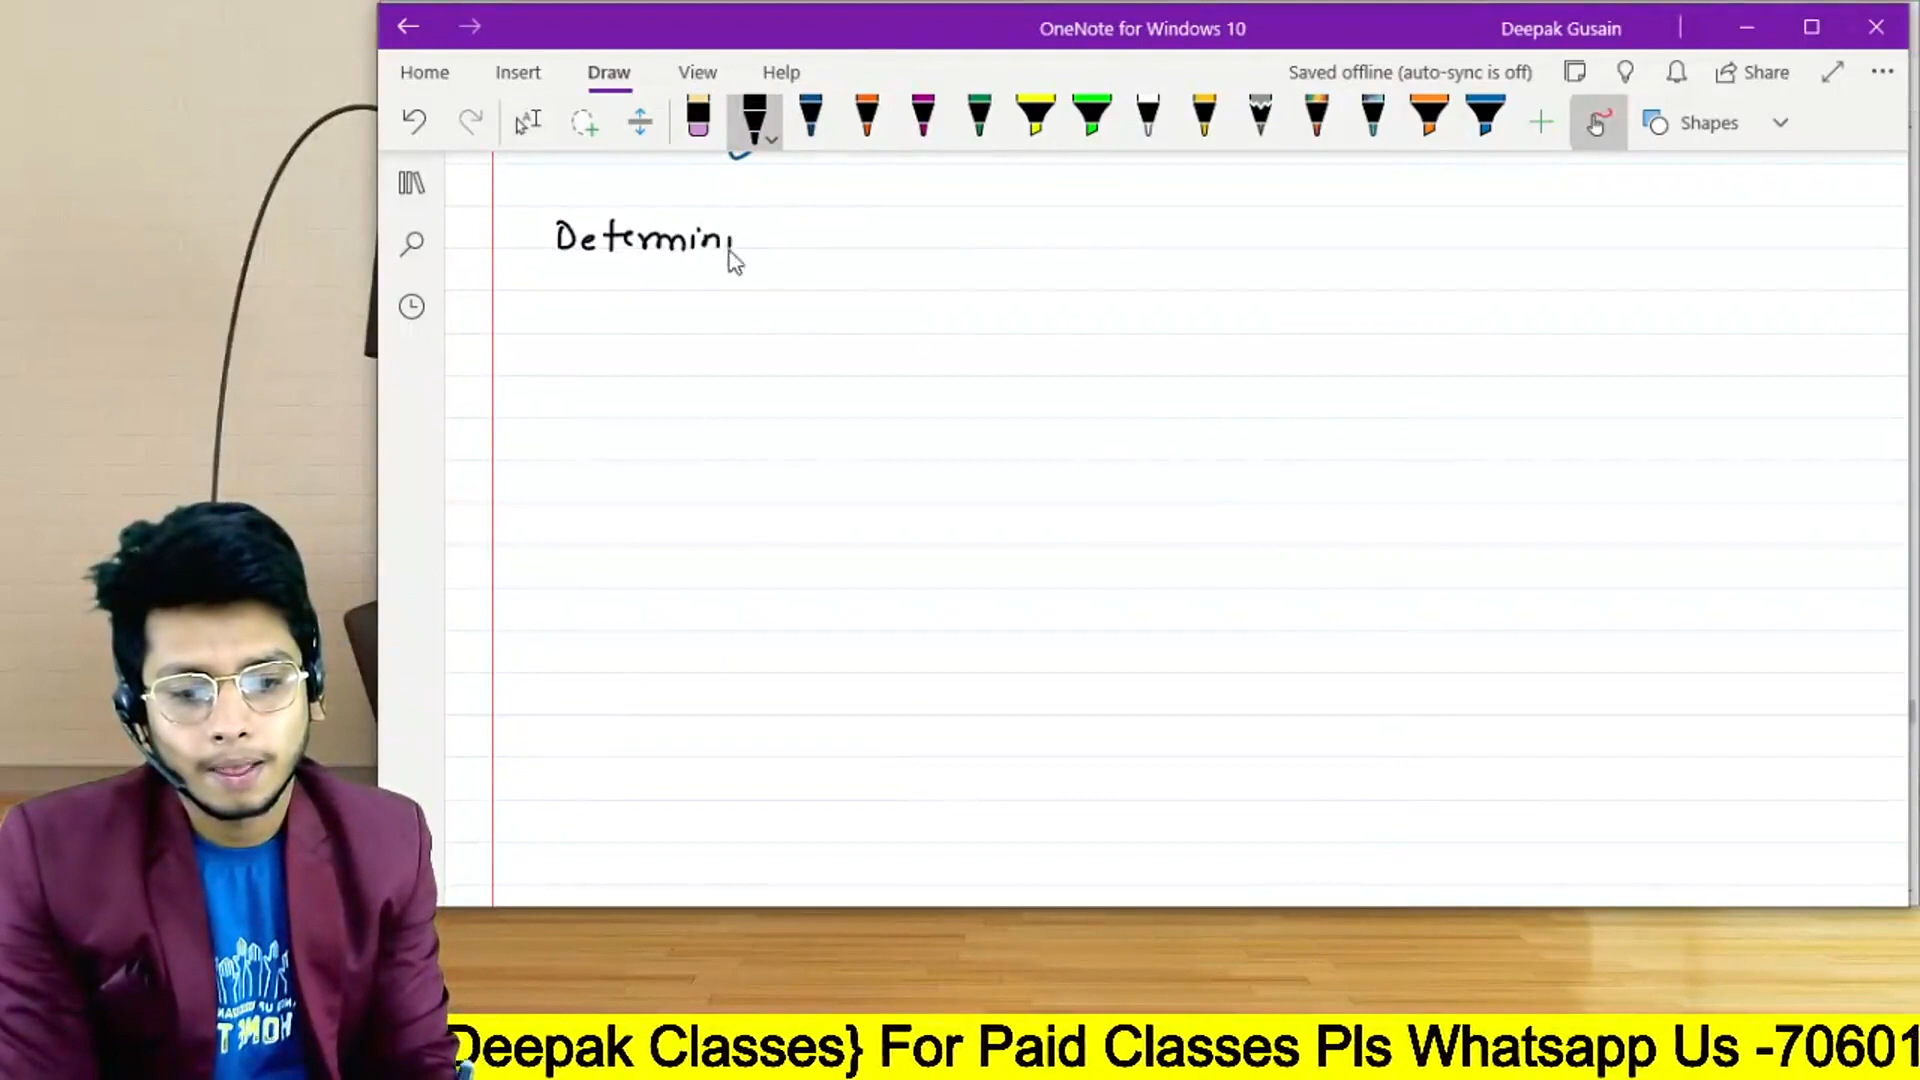 OneNote for Windows 10
Deepak Gusain
Home Insert Draw View Help
Saved offline (auto-sync is off)
Share
Shapes
Determin
Deepak Classes} For Paid Classes Pls Whatsapp Us -70601